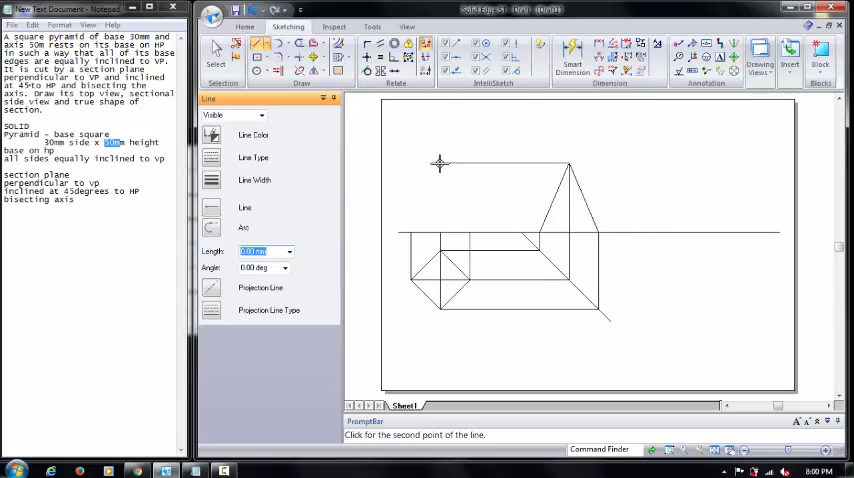 New Text Document - Notepad
File Edit Format View Help
A square pyramid of base 30mm and
axis 50m rests on its base on HP
in such a way that all of its base
edges are equally inclined to VP.
It is cut by a section plane
perpendicular to VP and inclined
at 45°to HP and bisecting the
axis. Draw its top view, sectional
side view and true shape of
section.
SOLID
Pyramid - base square
30mm side x 50mm height
base on hp
all sides equally inclined to vp
section plane
perpendicular to vp
inclined at 45degrees to HP
bisecting axis
Solid Edge ST - Draft - [Draft1]
Home Sketching Inspect Tools View
Select
Smart
Dimension
Drawing
Views
Insert
Block
Selection Draw Relate IntelliSketch Dimension Annotation
Line
Visible
Line Color
Line Type
Line Width
Line
Arc
Length: 0.00 mm
Angle: 0.00 deg
Projection Line
Projection Line Type
Sheet1
PromptBar
Click for the second point of the line.
Command Finder
8:00 PM